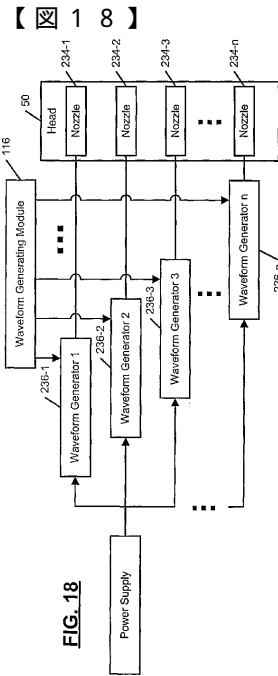 【図18】
FIG. 18
Power Supply
Waveform Generating Module
116
Waveform Generator 1
236-1
Waveform Generator 2
236-2
Waveform Generator 3
236-3
Waveform Generator n
236-n
Head
50
Nozzle
234-1
Nozzle
234-2
Nozzle
234-3
Nozzle
234-n